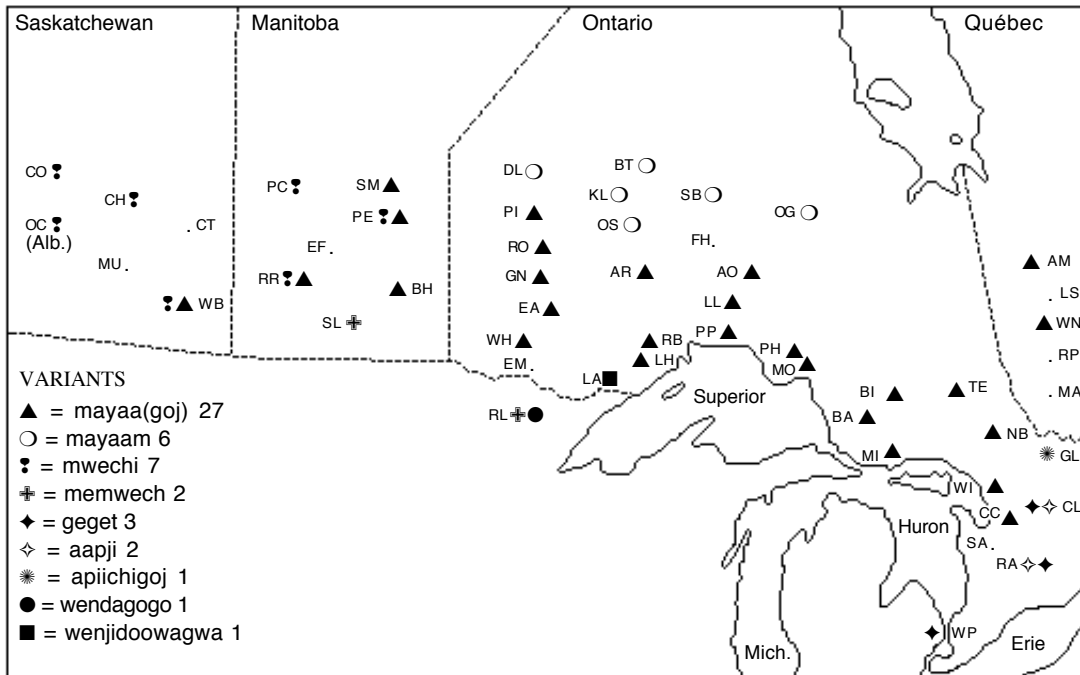 Saskatchewan Manitoba Ontario Québec
CO
CH
OC
(Alb.)
CT
MU
WB
PC
SM
PE
EF
RR
BH
SL
DL
BT
KL
SB
PI
OS
OG
RO
FH
GN
AR
AO
EA
LL
WH
RB
PP
EM
LH
PH
MO
LA
RL
Superior
BI
TE
BA
NB
MI
WI
CC
Huron
SA
RA
WP
Mich.
Erie
AM
LS
WN
RP
MA
GL
CL
VARIANTS
▲ = mayaa(goj) 27
❍ = mayaam 6
❢ = mwechi 7
✙ = memwech 2
✦ = geget 3
✧ = aapji 2
✺ = apiichigoj 1
● = wendagogo 1
■ = wenjidoowagwa 1